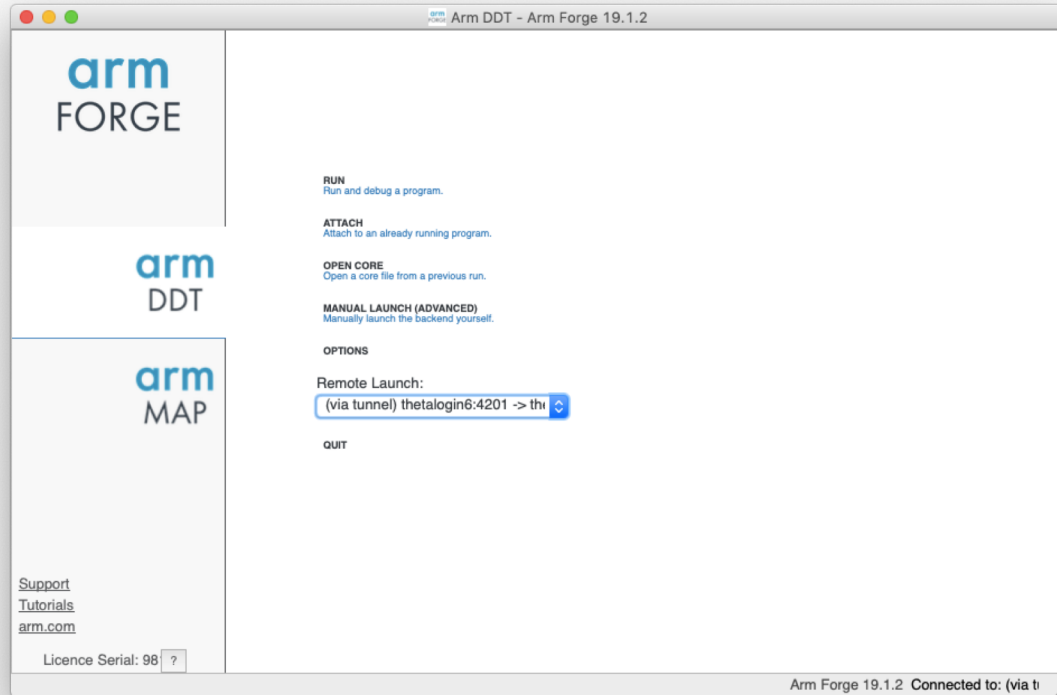 arm FORGE Arm DDT - Arm Forge 19.1.2
arm
FORGE
RUN
Run and debug a program.
ATTACH
Attach to an already running program.
arm
DDT
OPEN CORE
Open a core file from a previous run.
MANUAL LAUNCH (ADVANCED)
Manually launch the backend yourself.
OPTIONS
arm
MAP
Remote Launch:
(via tunnel) thetalogin6:4201 ->
QUIT
Support
Tutorials
arm.com
Licence Serial: 98 ?
Arm Forge 19.1.2 Connected to: (via